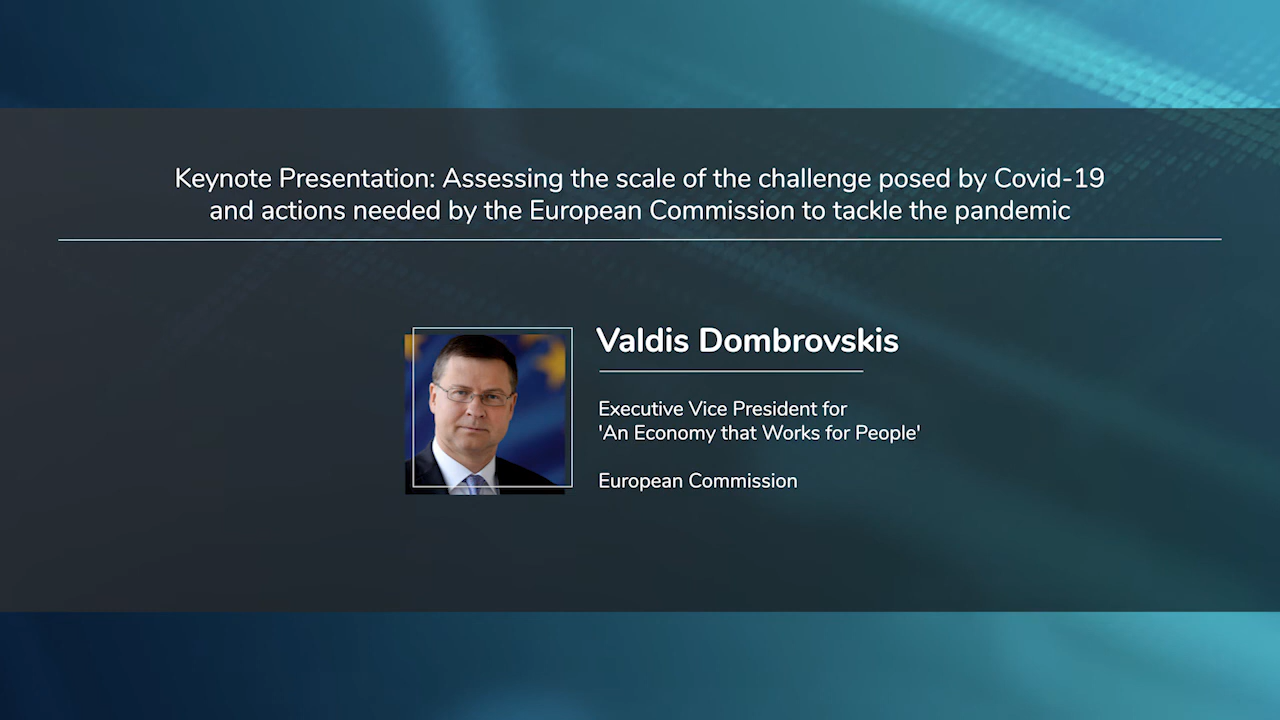 Keynote Presentation: Assessing the scale of the challenge posed by Covid-19
and actions needed by the European Commission to tackle the pandemic
Valdis Dombrovskis
Executive Vice President for
'An Economy that Works for People'
European Commission